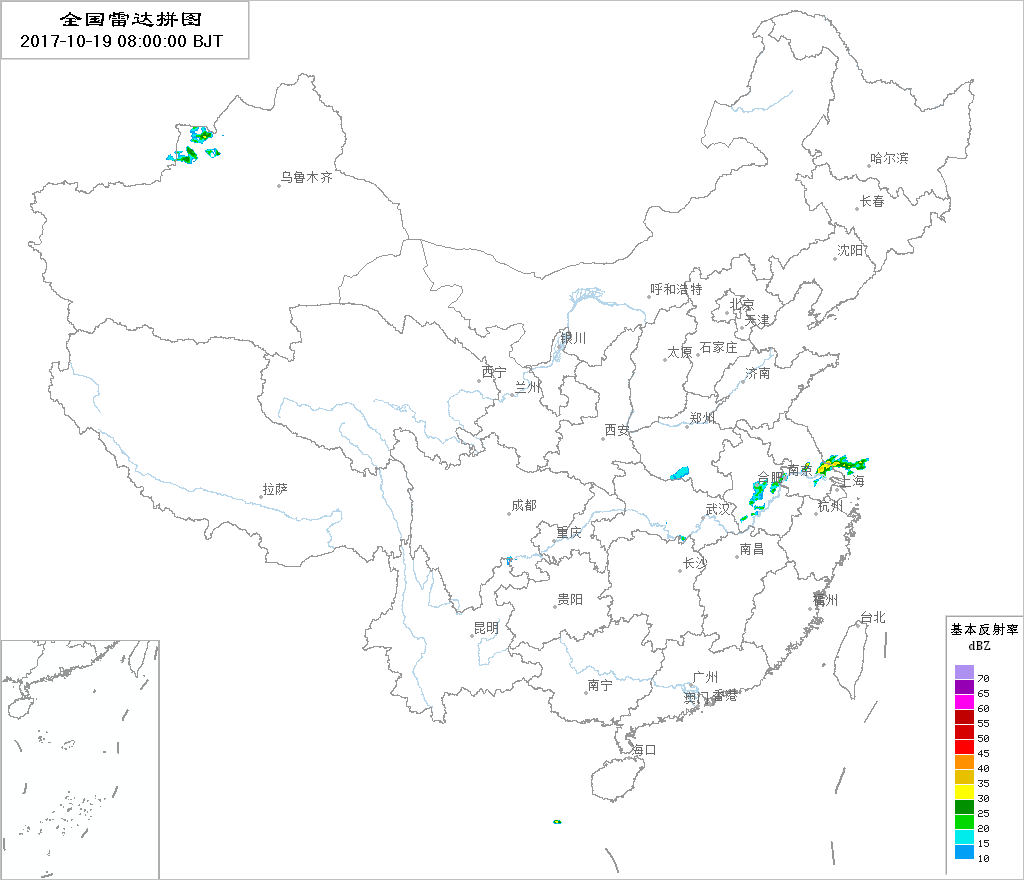 全国雷达拼图
2017-10-19 08:00:00 BJT
哈尔滨
乌鲁木齐
长春
沈阳
呼和浩特
北京
天津
银川
石家庄
太原
西宁
济南
兰州
郑州
西安
南京
合肥
上海
拉萨
成都
武汉
杭州
重庆
南昌
长沙
贵阳
福州
台北
昆明
广州
南宁
澳门
香港
海口
基本反射率
dBZ
70
65
60
55
50
45
40
35
30
25
20
15
10